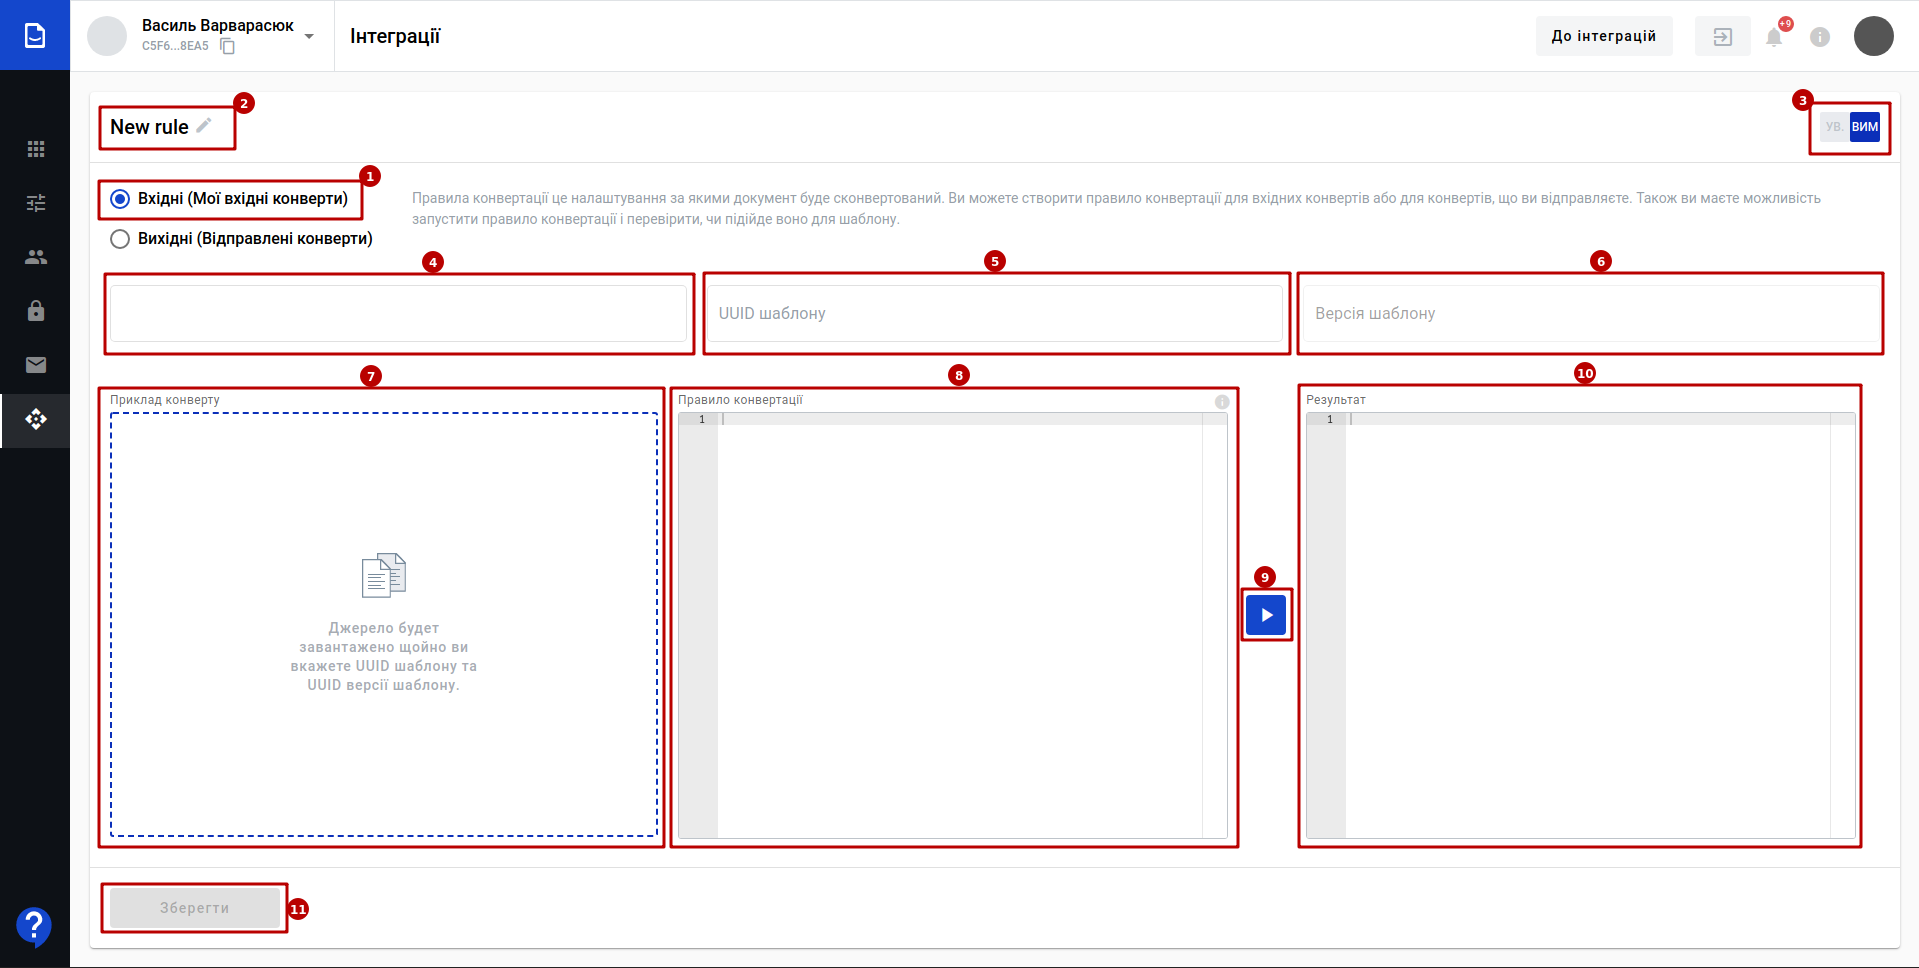 Василь Варварасюк
C5F6...8EA5
Інтеграції
До інтеграцій
+9
2
New rule
3
УВ.
ВИМ
1
Вхідні (Мої вхідні конверти)
Вихідні (Відправлені конверти)
Правила конвертації це налаштування за якими документ буде сконвертований. Ви можете створити правило конвертації для вхідних конвертів або для конвертів, що ви відправляєте. Також ви маєте можливість
запустити правило конвертації і перевірити, чи підійде воно для шаблону.
4
5
UUID шаблону
6
Версія шаблону
7
Приклад конверту
Джерело будет
завантажено щойно ви
вкажете UUID шаблону та
UUID версії шаблону.
8
Правило конвертації
1
9
10
Результат
1
Зберегти
11